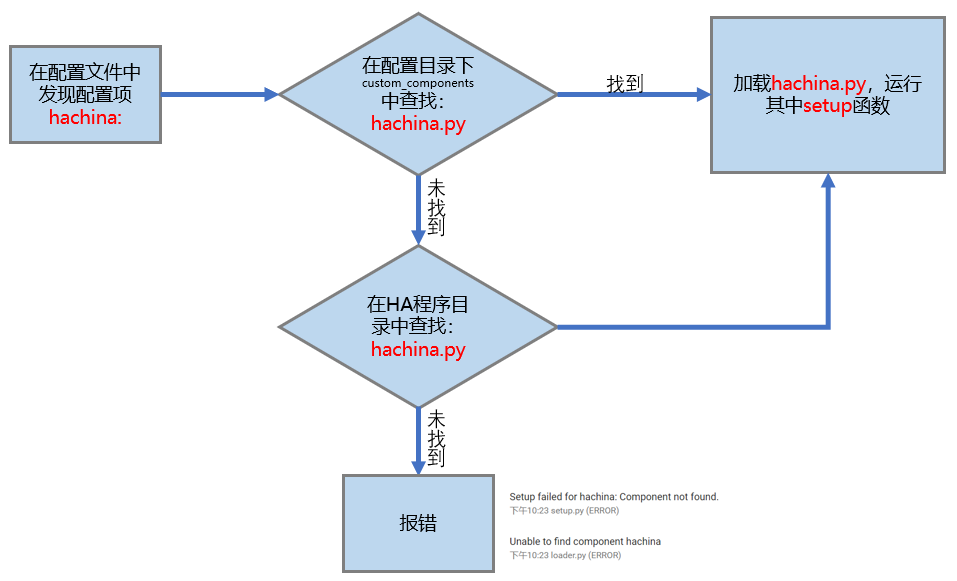 在配置文件中
发现配置项
hachina:
在配置目录下
custom_components
中查找：
hachina.py
找到
加载hachina.py，运行
其中setup函数
未
找
到
在HA程序目
录中查找：
hachina.py
未
找
到
报错
Setup failed for hachina: Component not found.
下午10:23 setup.py (ERROR)
Unable to find component hachina
下午10:23 loader.py (ERROR)